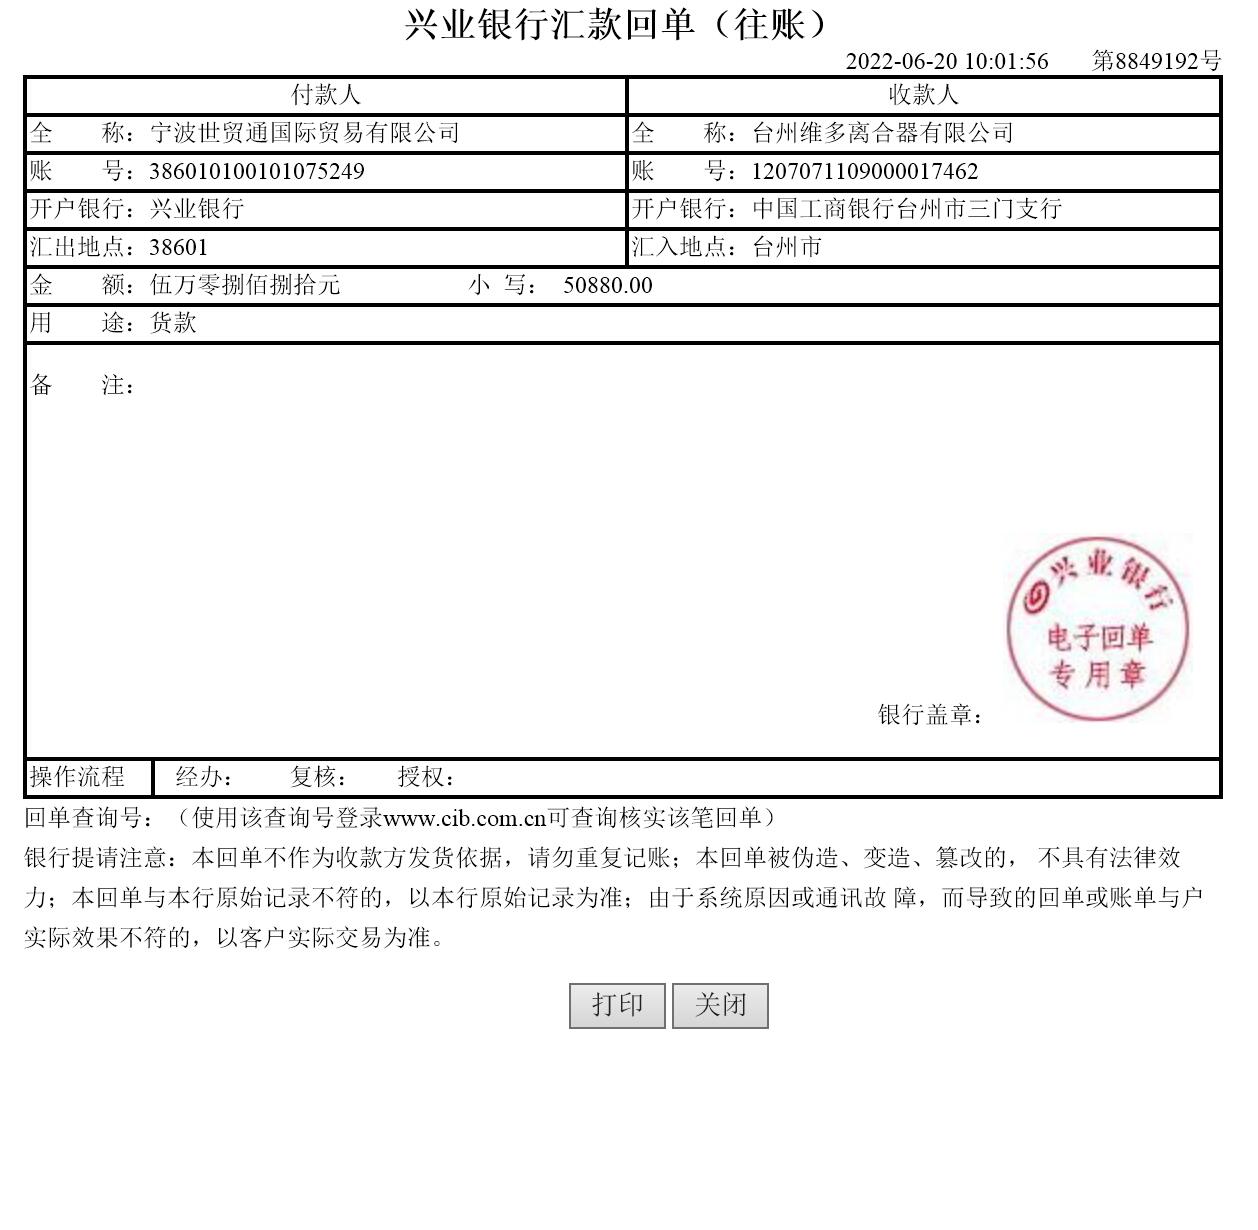 兴业银行汇款回单（往账）
2022-06-20 10:01:56 第8849192号
付款人 收款人
全 称：宁波世贸通国际贸易有限公司 全 称：台州维多离合器有限公司
账 号：386010100101075249 账 号：1207071109000017462
开户银行：兴业银行 开户银行：中国工商银行台州市三门支行
汇出地点：38601 汇入地点：台州市
金 额：伍万零捌佰捌拾元 小 写： 50880.00
用 途：货款
备 注：
兴业银行
电子回单
专用章
银行盖章：
操作流程 经办： 复核： 授权：
回单查询号：（使用该查询号登录www.cib.com.cn可查询核实该笔回单）
银行提请注意：本回单不作为收款方发货依据，请勿重复记账；本回单被伪造、变造、篡改的， 不具有法律效
力；本回单与本行原始记录不符的，以本行原始记录为准；由于系统原因或通讯故 障，而导致的回单或账单与户
实际效果不符的，以客户实际交易为准。
打印 关闭